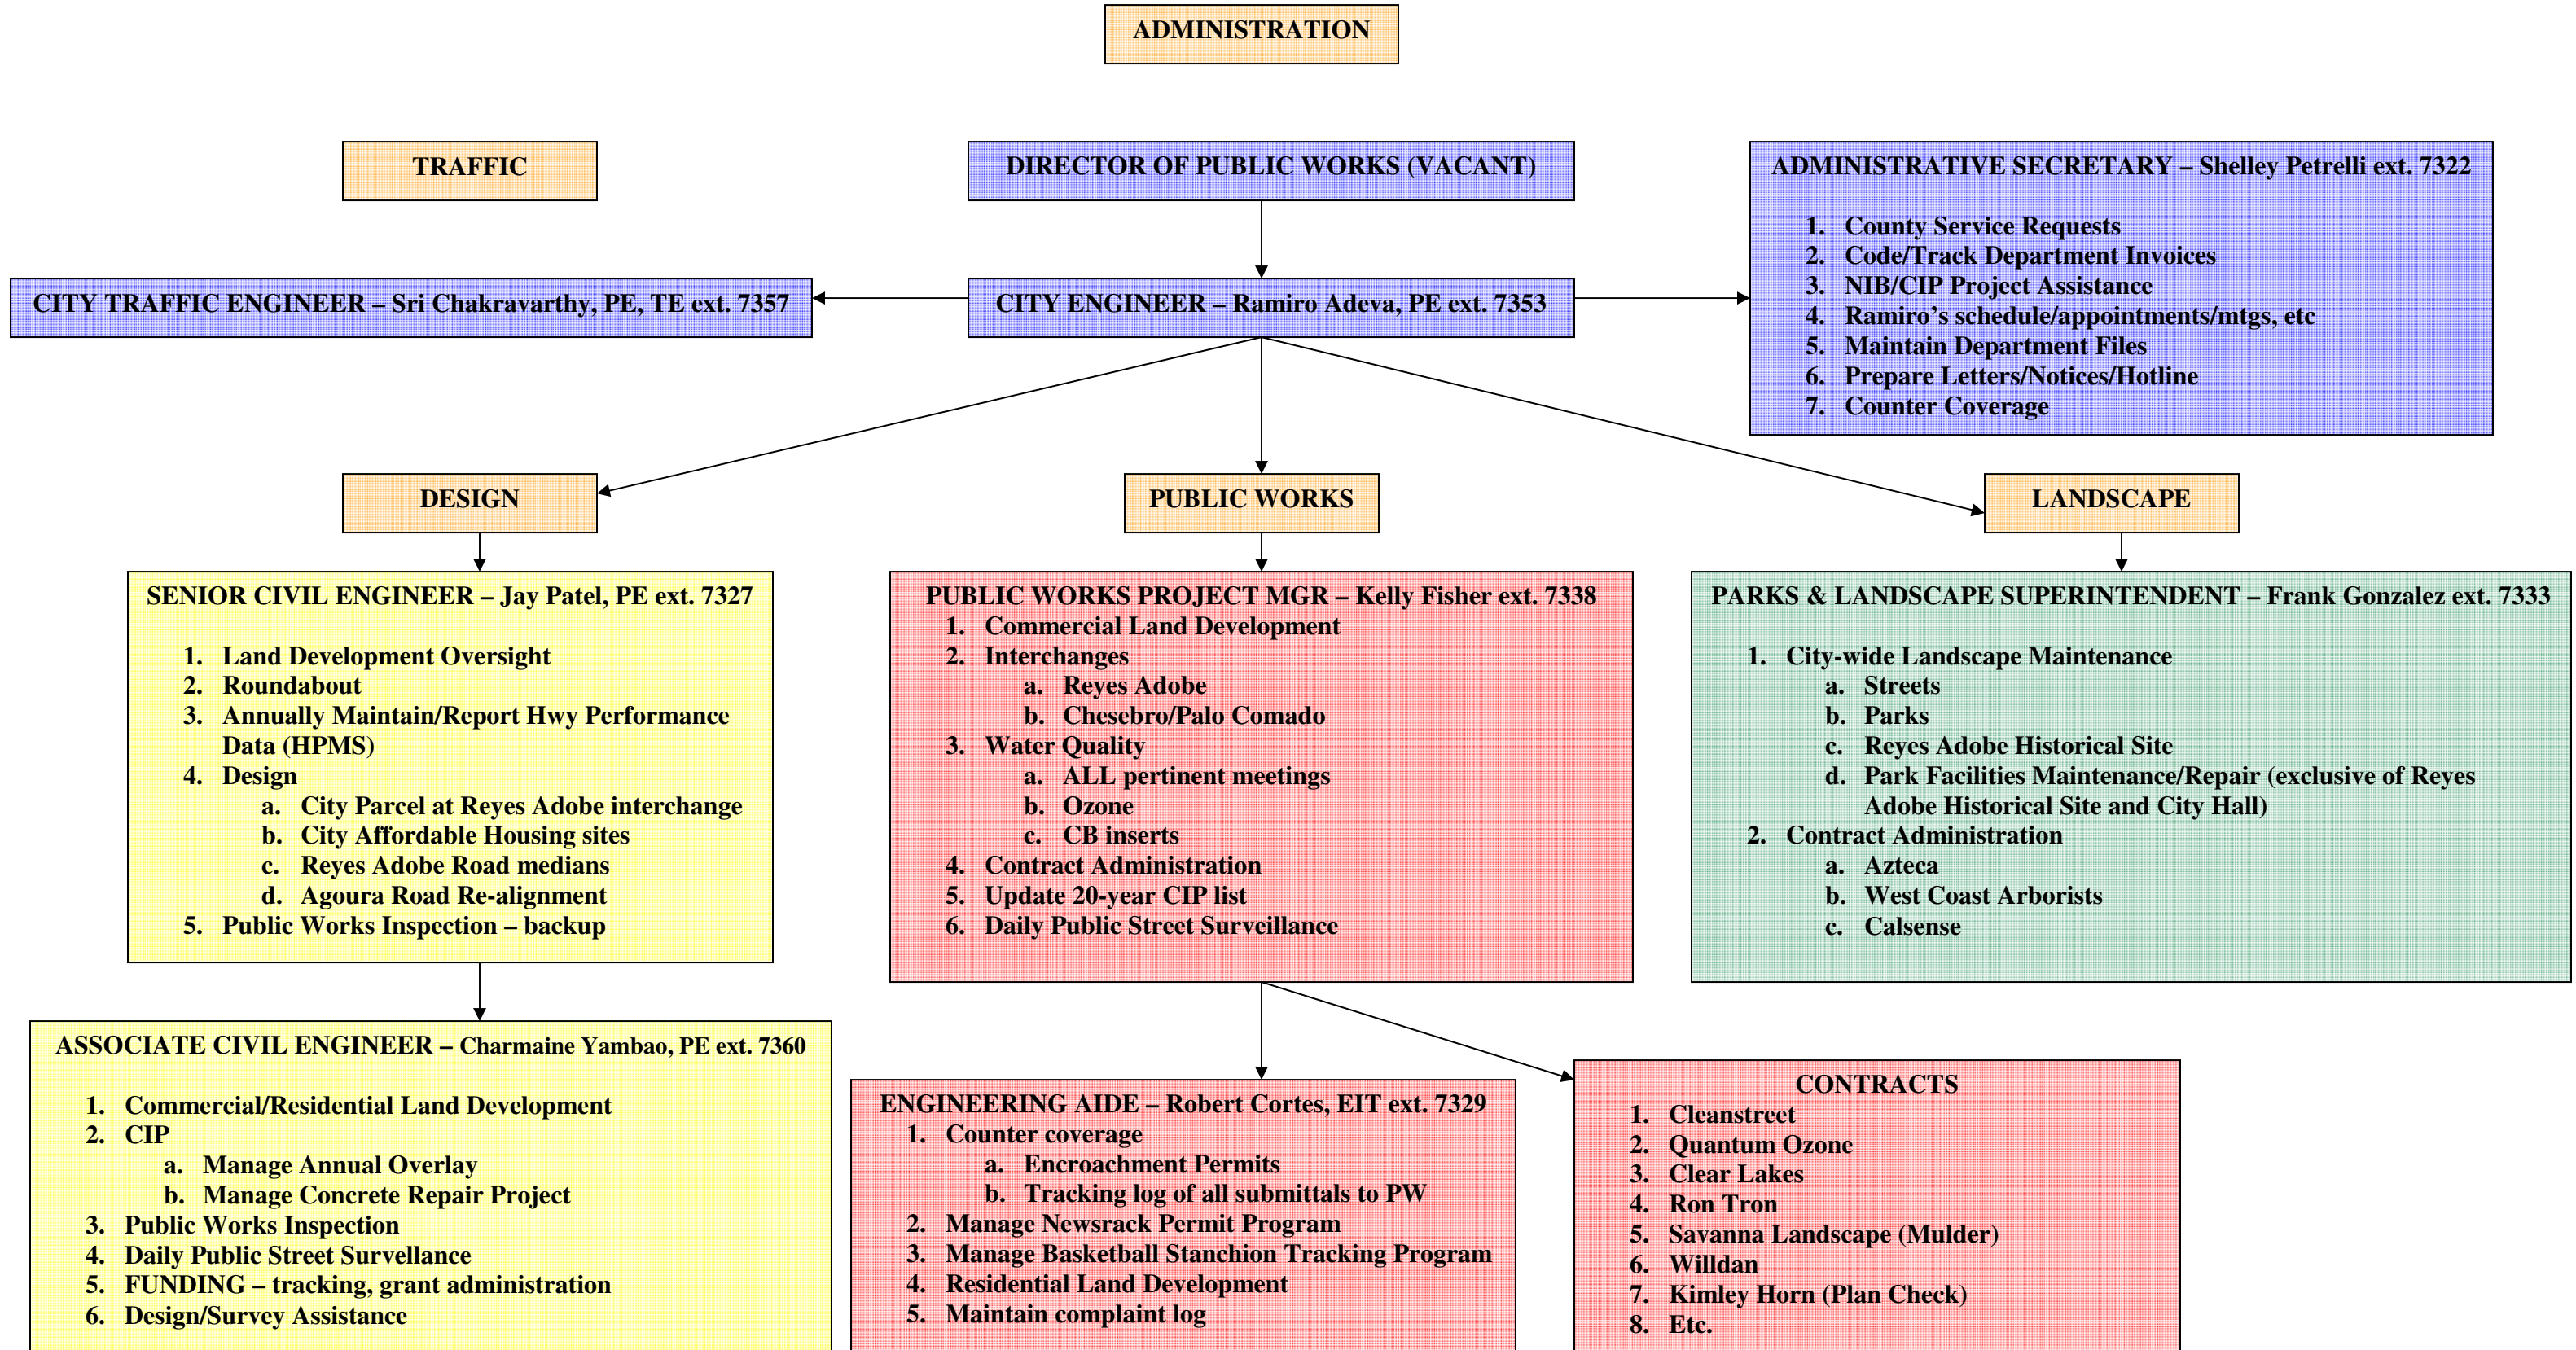 ADMINISTRATION
TRAFFIC
DIRECTOR OF PUBLIC WORKS (VACANT)
ADMINISTRATIVE SECRETARY – Shelley Petrelli ext. 7322
1. County Service Requests
2. Code/Track Department Invoices
3. NIB/CIP Project Assistance
4. Ramiro’s schedule/appointments/mtgs, etc
5. Maintain Department Files
6. Prepare Letters/Notices/Hotline
7. Counter Coverage
CITY TRAFFIC ENGINEER – Sri Chakravarthy, PE, TE ext. 7357
CITY ENGINEER – Ramiro Adeva, PE ext. 7353
DESIGN
PUBLIC WORKS
LANDSCAPE
SENIOR CIVIL ENGINEER – Jay Patel, PE ext. 7327
1. Land Development Oversight
2. Roundabout
3. Annually Maintain/Report Hwy Performance
Data (HPMS)
4. Design
a. City Parcel at Reyes Adobe interchange
b. City Affordable Housing sites
c. Reyes Adobe Road medians
d. Agoura Road Re-alignment
5. Public Works Inspection – backup
PUBLIC WORKS PROJECT MGR – Kelly Fisher ext. 7338
1. Commercial Land Development
2. Interchanges
a. Reyes Adobe
b. Chesebro/Palo Comado
3. Water Quality
a. ALL pertinent meetings
b. Ozone
c. CB inserts
4. Contract Administration
5. Update 20-year CIP list
6. Daily Public Street Surveillance
PARKS & LANDSCAPE SUPERINTENDENT – Frank Gonzalez ext. 7333
1. City-wide Landscape Maintenance
a. Streets
b. Parks
c. Reyes Adobe Historical Site
d. Park Facilities Maintenance/Repair (exclusive of Reyes
Adobe Historical Site and City Hall)
2. Contract Administration
a. Azteca
b. West Coast Arborists
c. Calsense
ASSOCIATE CIVIL ENGINEER – Charmaine Yambao, PE ext. 7360
1. Commercial/Residential Land Development
2. CIP
a. Manage Annual Overlay
b. Manage Concrete Repair Project
3. Public Works Inspection
4. Daily Public Street Survellance
5. FUNDING – tracking, grant administration
6. Design/Survey Assistance
ENGINEERING AIDE – Robert Cortes, EIT ext. 7329
1. Counter coverage
a. Encroachment Permits
b. Tracking log of all submittals to PW
2. Manage Newsrack Permit Program
3. Manage Basketball Stanchion Tracking Program
4. Residential Land Development
5. Maintain complaint log
CONTRACTS
1. Cleanstreet
2. Quantum Ozone
3. Clear Lakes
4. Ron Tron
5. Savanna Landscape (Mulder)
6. Willdan
7. Kimley Horn (Plan Check)
8. Etc.